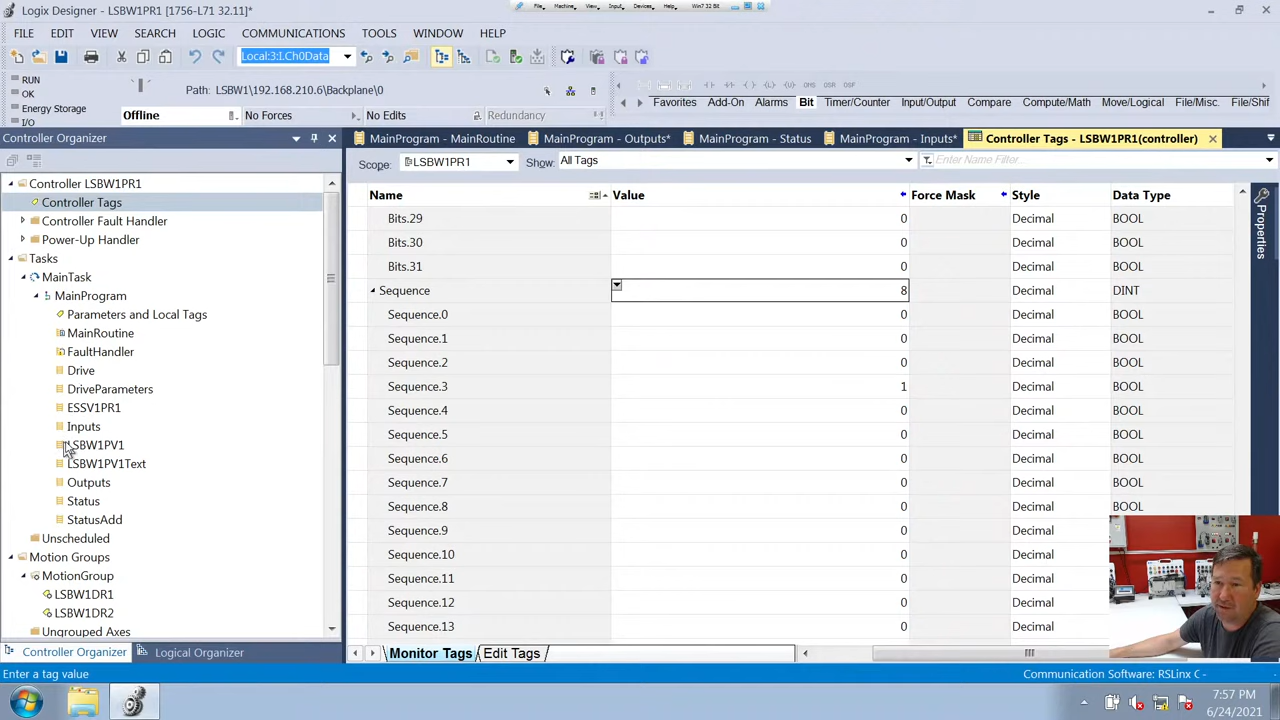 Logix Designer - LSBW1PR1 [1756-L71 32.11]*
File Machine View Input Devices Help Win7 32 Bit
FILE EDIT VIEW SEARCH LOGIC COMMUNICATIONS TOOLS WINDOW HELP
Local:3:I.Ch0Data
RUN
OK
Energy Storage
I/O
Path: LSBW1\192.168.210.6\Backplane\0
Offline No Forces No Edits Redundancy
Favorites Add-On Alarms Bit Timer/Counter Input/Output Compare Compute/Math Move/Logical File/Misc. File/Shif
Controller Organizer
MainProgram - MainRoutine MainProgram - Outputs* MainProgram - Status MainProgram - Inputs* Controller Tags - LSBW1PR1(controller)
Scope: LSBW1PR1 Show: All Tags Enter Name Filter...
Controller LSBW1PR1
Controller Tags
Controller Fault Handler
Power-Up Handler
Tasks
MainTask
MainProgram
Parameters and Local Tags
MainRoutine
FaultHandler
Drive
DriveParameters
ESSV1PR1
Inputs
LSBW1PV1
LSBW1PV1Text
Outputs
Status
StatusAdd
Unscheduled
Motion Groups
MotionGroup
LSBW1DR1
LSBW1DR2
Ungrouped Axes
Controller Organizer Logical Organizer
Name Value Force Mask Style Data Type
Bits.29 0 Decimal BOOL
Bits.30 0 Decimal BOOL
Bits.31 0 Decimal BOOL
Sequence 8 Decimal DINT
Sequence.0 0 Decimal BOOL
Sequence.1 0 Decimal BOOL
Sequence.2 0 Decimal BOOL
Sequence.3 1 Decimal BOOL
Sequence.4 0 Decimal BOOL
Sequence.5 0 Decimal BOOL
Sequence.6 0 Decimal BOOL
Sequence.7 0 Decimal BOOL
Sequence.8 0 Decimal BOOL
Sequence.9 0 Decimal
Sequence.10 0 Decimal
Sequence.11 0 Decimal
Sequence.12 0 Decimal
Sequence.13 0 Decimal
Monitor Tags Edit Tags
Properties
Enter a tag value
Communication Software: RSLinx C
7:57 PM
6/24/2021